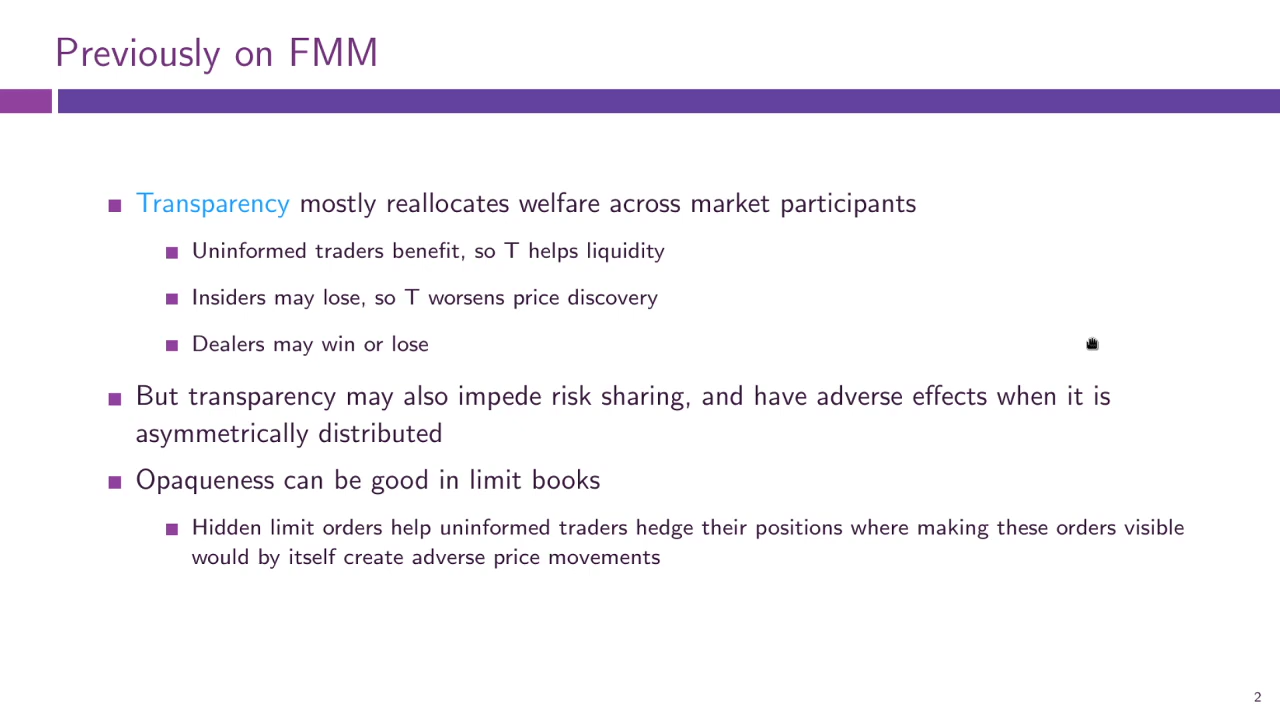 Previously on FMM
Transparency mostly reallocates welfare across market participants
Uninformed traders benefit, so T helps liquidity
Insiders may lose, so T worsens price discovery
Dealers may win or lose
But transparency may also impede risk sharing, and have adverse effects when it is
asymmetrically distributed
Opaqueness can be good in limit books
Hidden limit orders help uninformed traders hedge their positions where making these orders visible
would by itself create adverse price movements
2